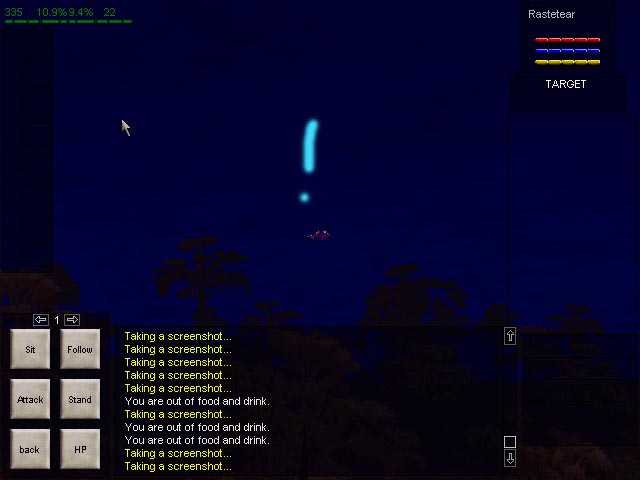 335 10.9% 9.4% 22
Rastetear
TARGET
1
Sit Follow
Attack Stand
back HP
Taking a screenshot...
Taking a screenshot...
Taking a screenshot...
Taking a screenshot...
Taking a screenshot...
You are out of food and drink.
Taking a screenshot...
You are out of food and drink.
You are out of food and drink.
Taking a screenshot...
Taking a screenshot...